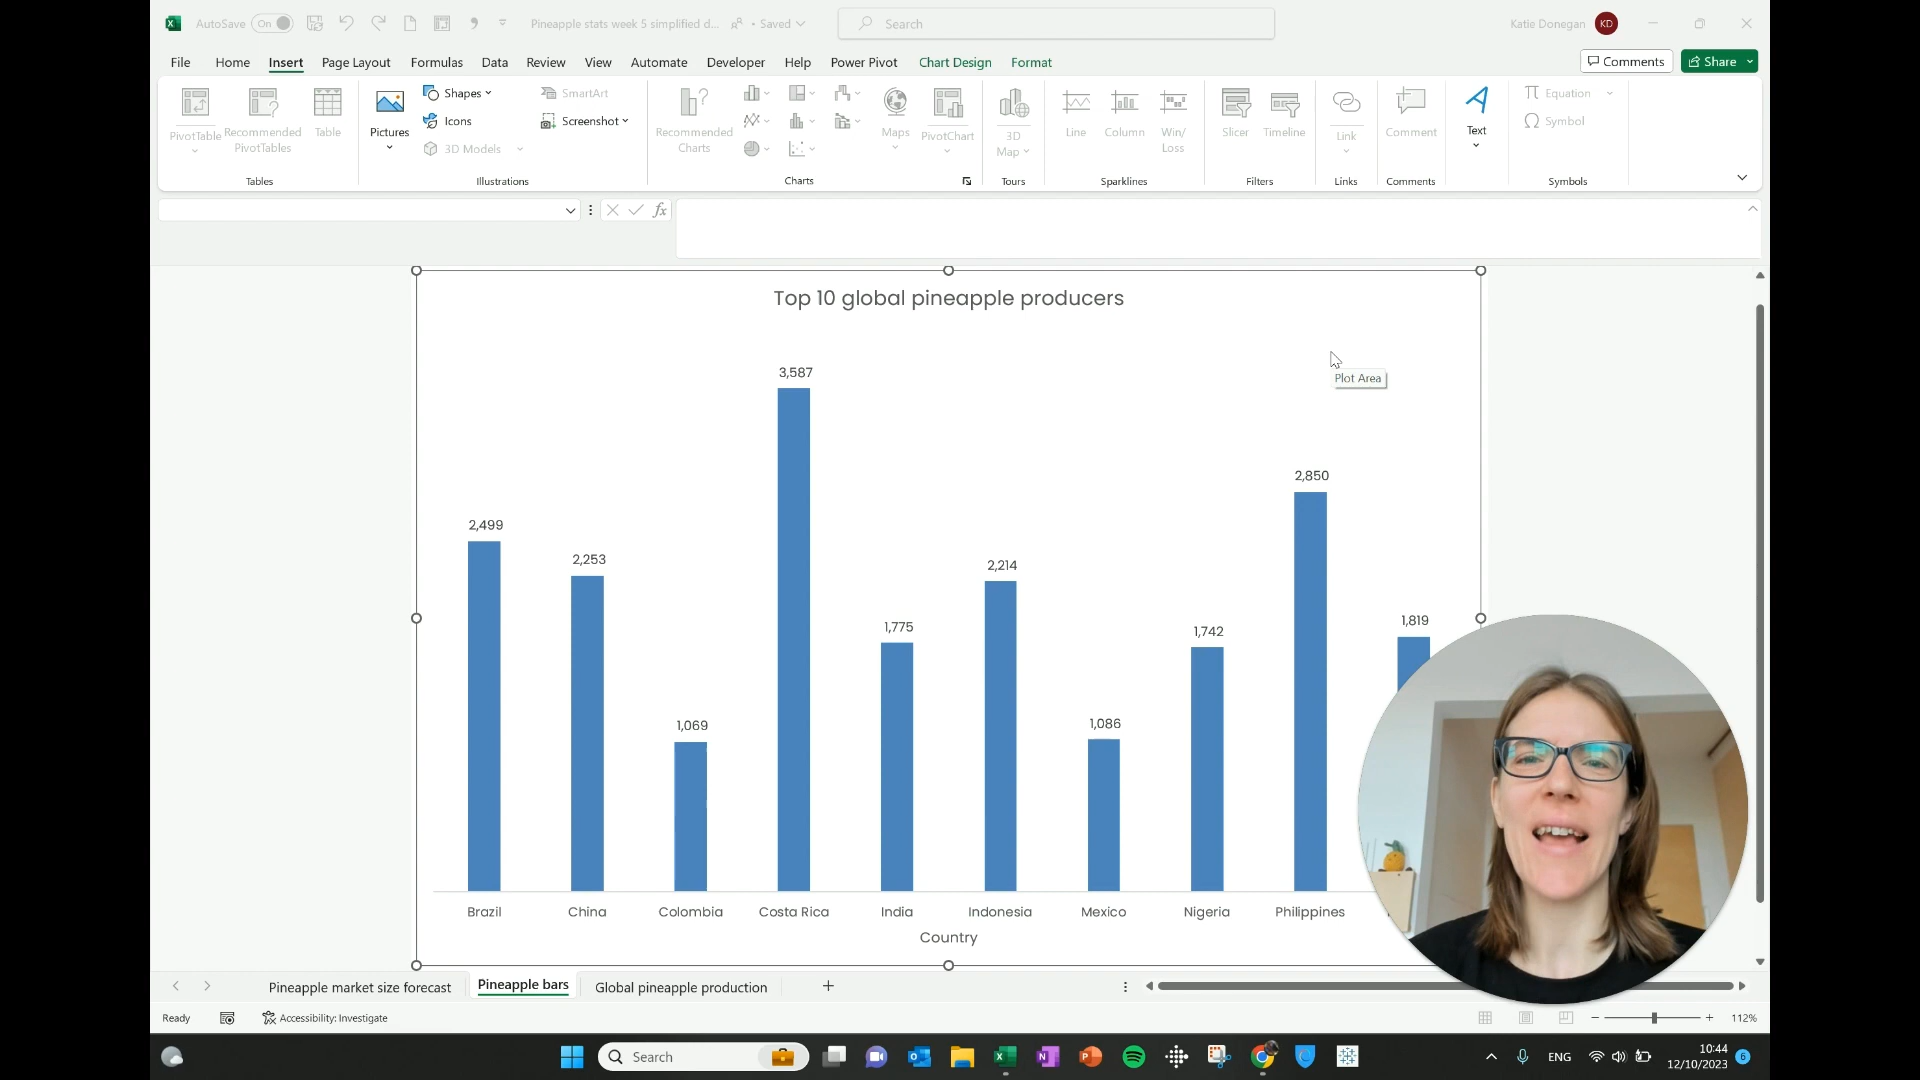 AutoSave On Pineapple stats week 5 simplified d... • Saved Search Katie Donegan KD
File Home Insert Page Layout Formulas Data Review View Automate Developer Help Power Pivot Chart Design Format Comments Share
PivotTable
Recommended
PivotTables
Table
Tables
Pictures
Shapes
Icons
3D Models
SmartArt
Screenshot
Illustrations
Recommended
Charts
Maps
PivotChart
Charts
3D
Map
Tours
Line
Column
Win/
Loss
Sparklines
Slicer
Timeline
Filters
Link
Links
Comment
Comments
Text
Equation
Symbol
Symbols
fx
Top 10 global pineapple producers
Plot Area
3,587
2,850
2,499
2,253
2,214
1,819
1,775
1,742
1,086
1,069
Brazil China Colombia Costa Rica India Indonesia Mexico Nigeria Philippines
Country
Pineapple market size forecast Pineapple bars Global pineapple production
Ready Accessibility: Investigate 112%
Search ENG 10:44
12/10/2023 6